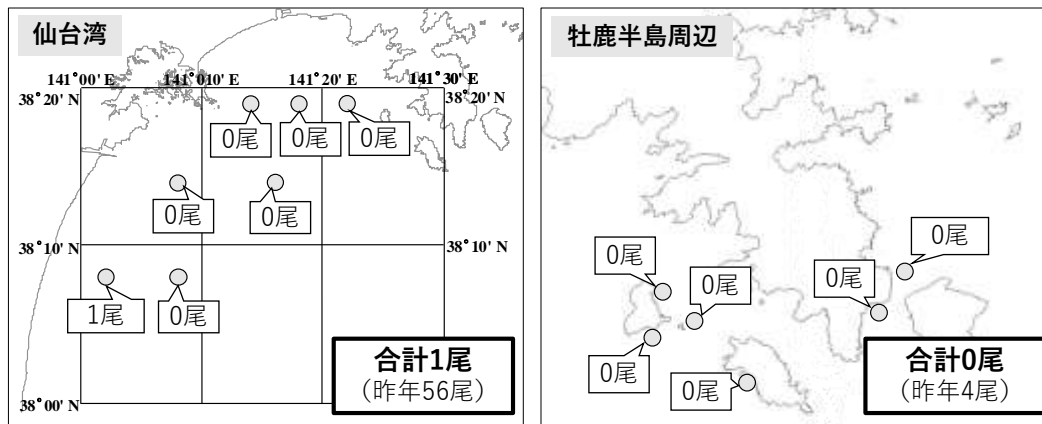 仙台湾
141°00' E
141°10' E
141°20' E
141°30' E
38°20' N
38°20' N
0尾
0尾
0尾
0尾
0尾
38°10' N
38°10' N
1尾
0尾
合計1尾
(昨年56尾)
38°00' N
牡鹿半島周辺
0尾
0尾
0尾
0尾
0尾
0尾
合計0尾
(昨年4尾)